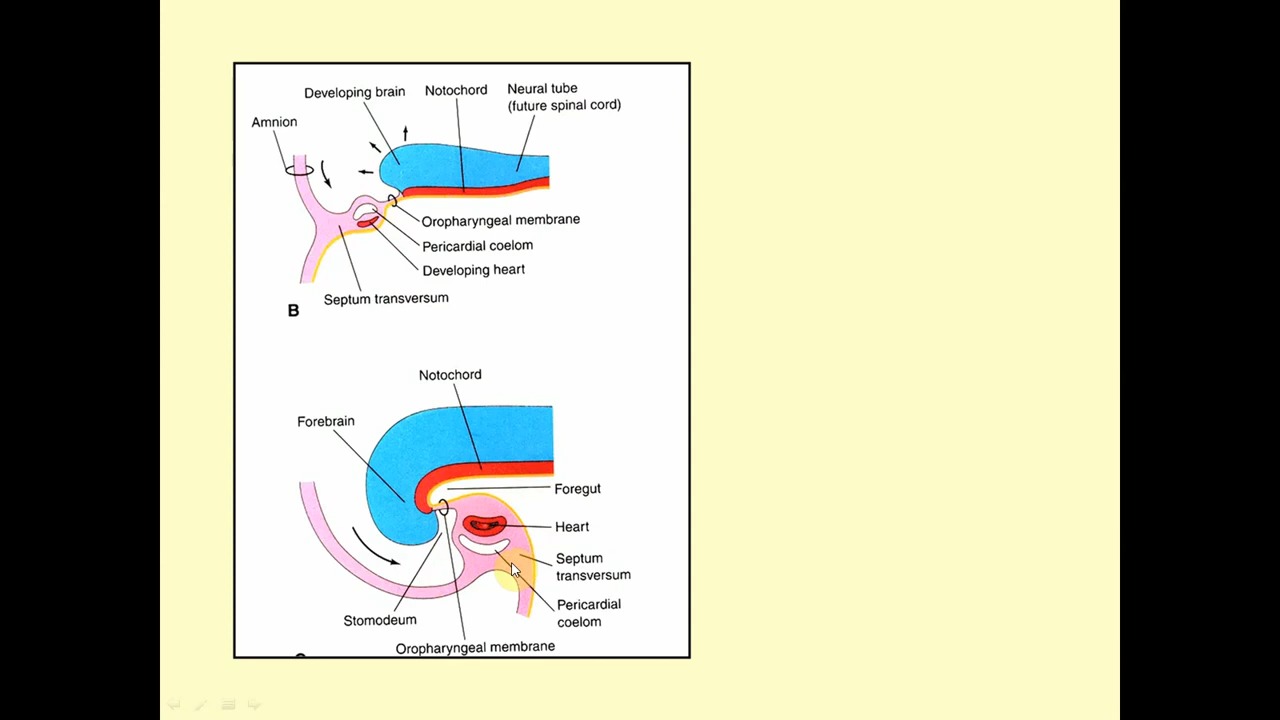 Developing brain
Notochord
Neural tube
(future spinal cord)
Amnion
Oropharyngeal membrane
Pericardial coelom
Developing heart
Septum transversum
B
Notochord
Forebrain
Foregut
Heart
Septum
transversum
Pericardial
coelom
Stomodeum
Oropharyngeal membrane